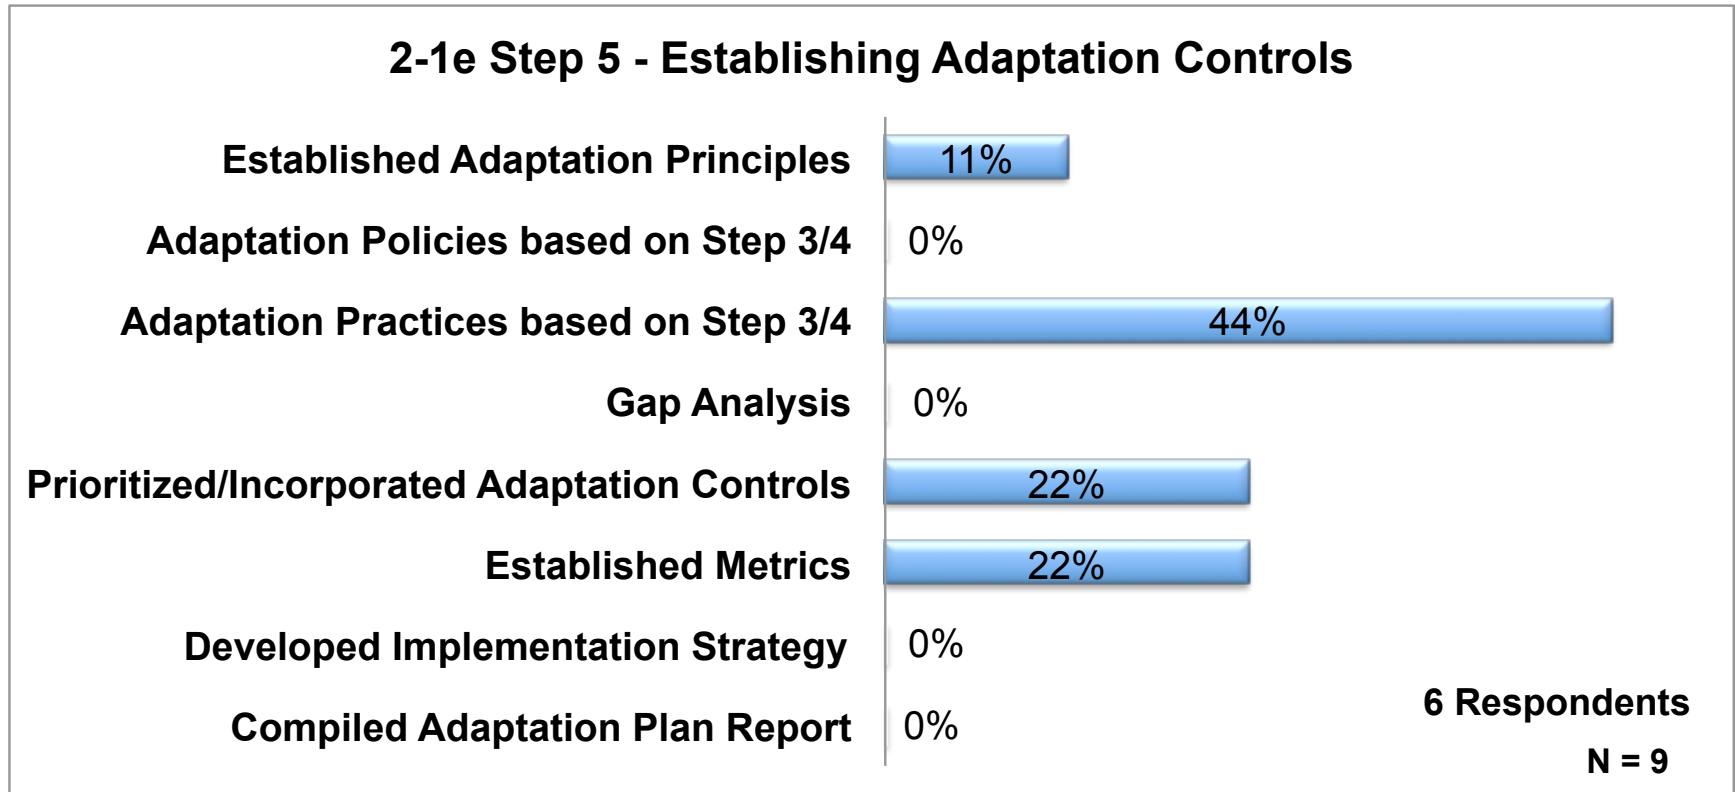 2-1e Step 5 - Establishing Adaptation Controls
Established Adaptation Principles 11%
Adaptation Policies based on Step 3/4 0%
Adaptation Practices based on Step 3/4 44%
Gap Analysis 0%
Prioritized/Incorporated Adaptation Controls 22%
Established Metrics 22%
Developed Implementation Strategy 0%
Compiled Adaptation Plan Report 0%
6 Respondents
N = 9